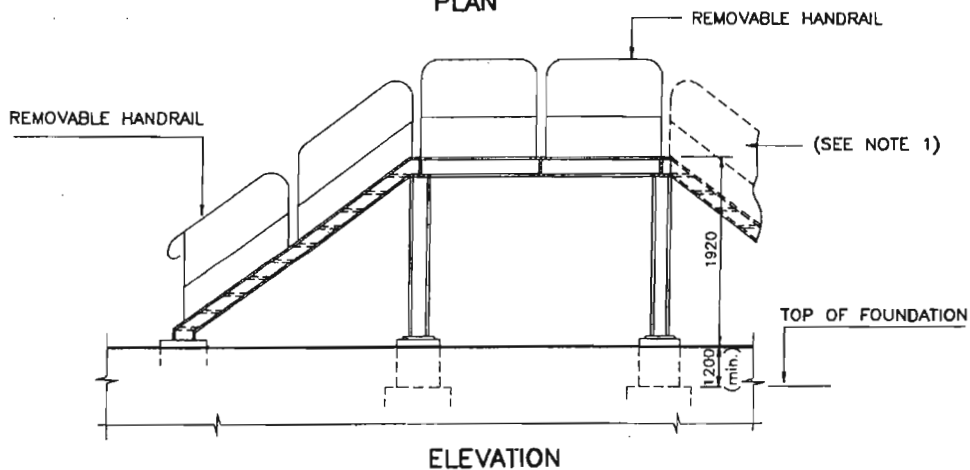 PLAN
REMOVABLE HANDRAIL
REMOVABLE HANDRAIL
(SEE NOTE 1)
1920
TOP OF FOUNDATION
1200
(min.)
ELEVATION